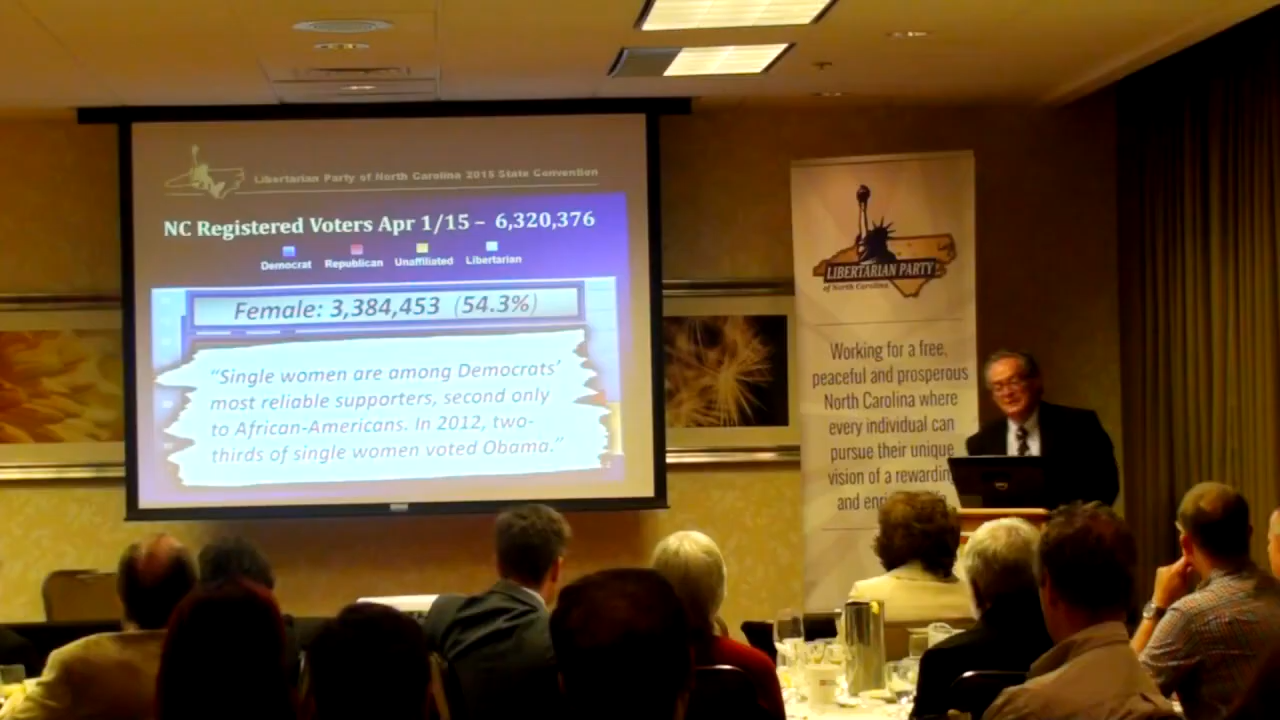 Libertarian Party of North Carolina 2015 State Convention
NC Registered Voters Apr 1/15 – 6,320,376
Democrat Republican Unaffiliated Libertarian
Female: 3,384,453 (54.3%)
“Single women are among Democrats’
most reliable supporters, second only
to African-Americans. In 2012, two-
thirds of single women voted Obama.”
LIBERTARIAN PARTY
of North Carolina
Working for a free,
peaceful and prosperous
North Carolina where
every individual can
pursue their unique
vision of a rewarding
and